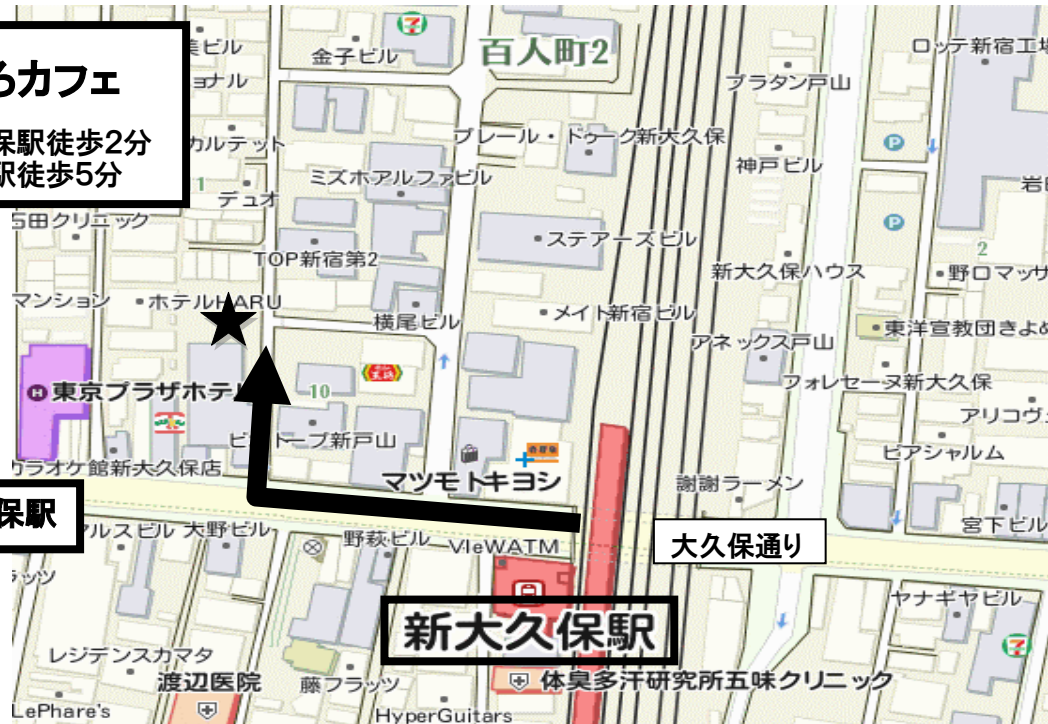 ろカフェ
保駅徒歩2分
駅徒歩5分
美ビル
ョナル
カルテット
1
デュオ
金子ビル
百人町2
ロッテ新宿工場
プラタン戸山
プレール・ドゥーク新大久保
神戸ビル
ミズホアルファビル
石田クリニック
ステアーズビル
TOP新宿第2
新大久保ハウス
2
野口マッサ
マンション
ホテルHARU
横尾ビル
メイト新宿ビル
東洋宣教団きよめ
アネックス戸山
東京プラザホテル
10
フォレセーヌ新大久保
アリコヴェ
ピアシャルム
カラオケ館新大久保店
マツモトキヨシ
謝謝ラーメン
保駅
大野ビル
野萩ビル
VIeWATM
大久保通り
宮下ビル
ヤナギヤビル
新大久保駅
レジデンスカマタ
渡辺医院
藤フラッツ
体臭多汗研究所五味クリニック
LePhare's
HyperGuitars